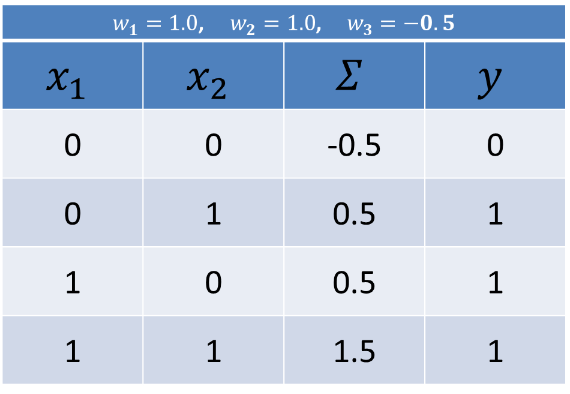 w₁ = 1.0, w₂ = 1.0, w₃ = −0.5
x₁ x₂ Σ y
0 0 -0.5 0
0 1 0.5 1
1 0 0.5 1
1 1 1.5 1